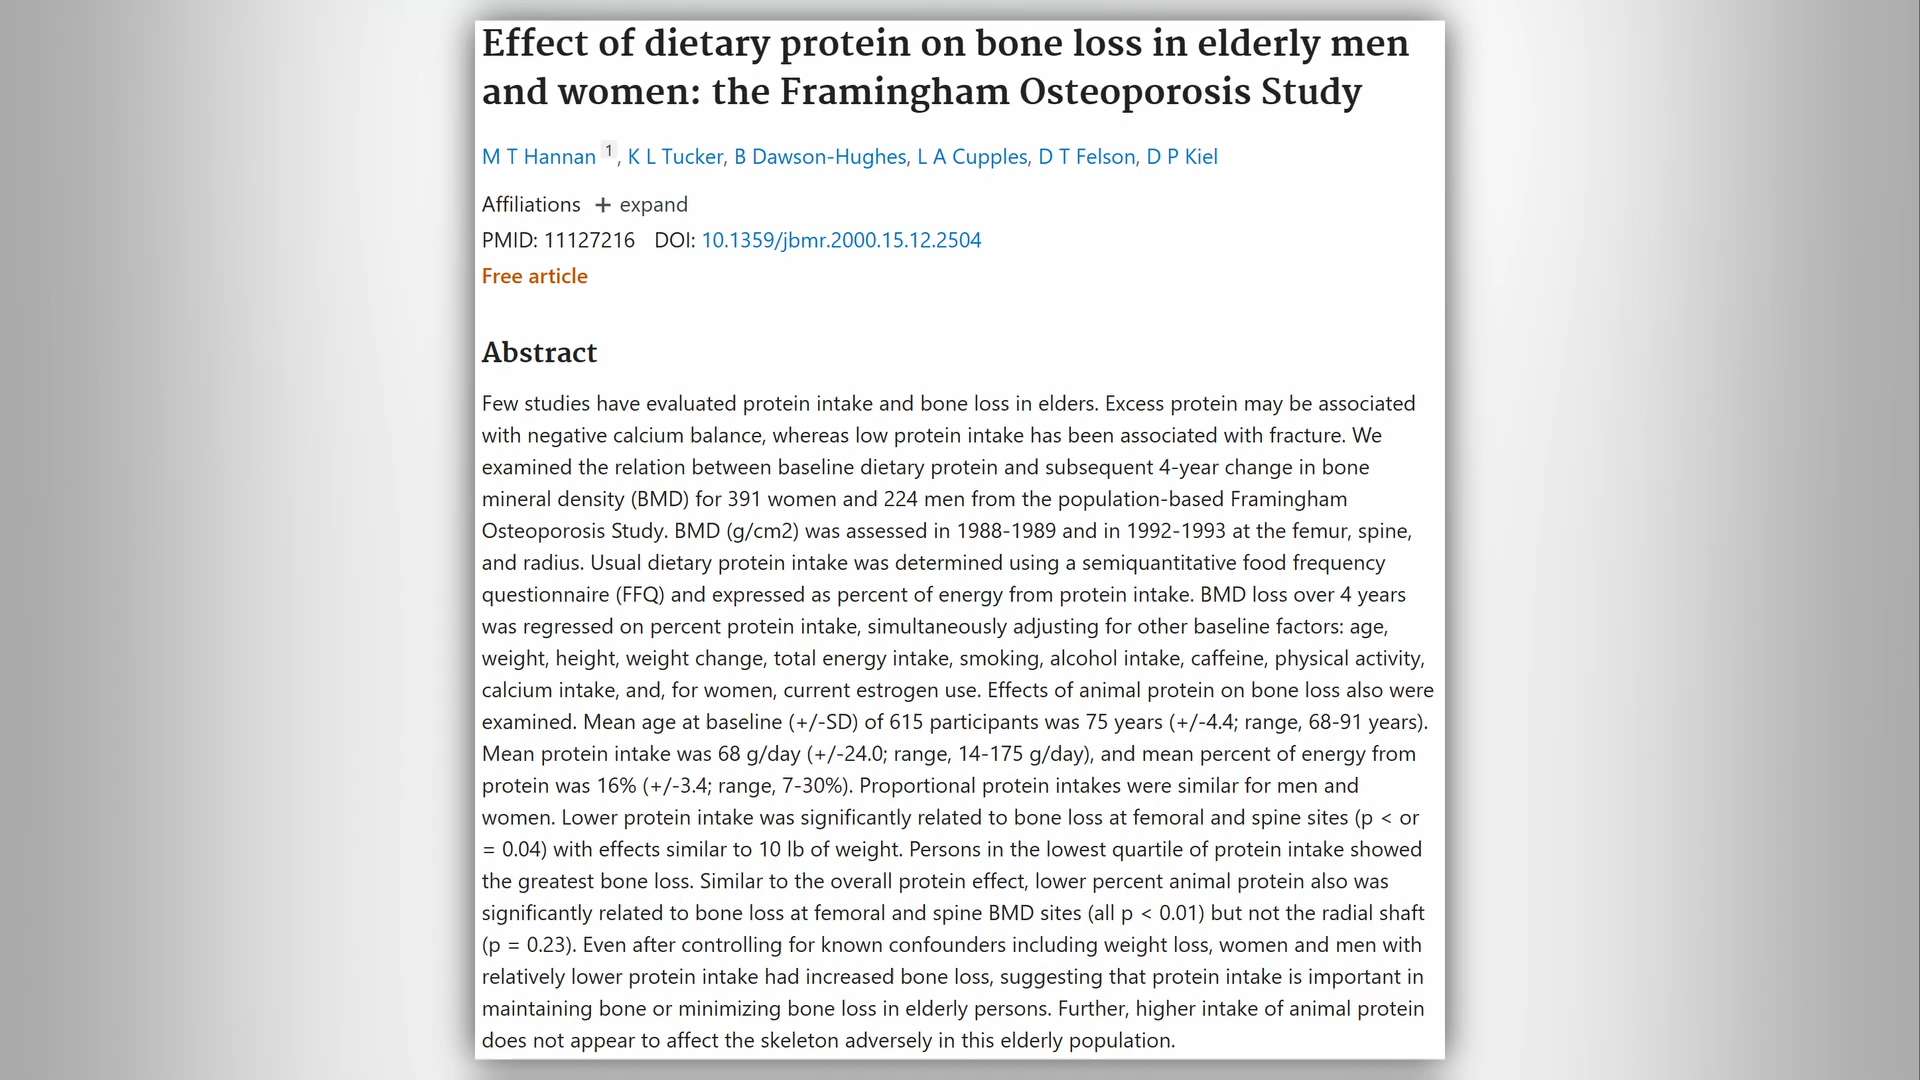 Effect of dietary protein on bone loss in elderly men
and women: the Framingham Osteoporosis Study
M T Hannan 1, K L Tucker, B Dawson-Hughes, L A Cupples, D T Felson, D P Kiel
Affiliations + expand
PMID: 11127216 DOI: 10.1359/jbmr.2000.15.12.2504
Free article
Abstract
Few studies have evaluated protein intake and bone loss in elders. Excess protein may be associated
with negative calcium balance, whereas low protein intake has been associated with fracture. We
examined the relation between baseline dietary protein and subsequent 4-year change in bone
mineral density (BMD) for 391 women and 224 men from the population-based Framingham
Osteoporosis Study. BMD (g/cm2) was assessed in 1988-1989 and in 1992-1993 at the femur, spine,
and radius. Usual dietary protein intake was determined using a semiquantitative food frequency
questionnaire (FFQ) and expressed as percent of energy from protein intake. BMD loss over 4 years
was regressed on percent protein intake, simultaneously adjusting for other baseline factors: age,
weight, height, weight change, total energy intake, smoking, alcohol intake, caffeine, physical activity,
calcium intake, and, for women, current estrogen use. Effects of animal protein on bone loss also were
examined. Mean age at baseline (+/-SD) of 615 participants was 75 years (+/-4.4; range, 68-91 years).
Mean protein intake was 68 g/day (+/-24.0; range, 14-175 g/day), and mean percent of energy from
protein was 16% (+/-3.4; range, 7-30%). Proportional protein intakes were similar for men and
women. Lower protein intake was significantly related to bone loss at femoral and spine sites (p < or
= 0.04) with effects similar to 10 lb of weight. Persons in the lowest quartile of protein intake showed
the greatest bone loss. Similar to the overall protein effect, lower percent animal protein also was
significantly related to bone loss at femoral and spine BMD sites (all p < 0.01) but not the radial shaft
(p = 0.23). Even after controlling for known confounders including weight loss, women and men with
relatively lower protein intake had increased bone loss, suggesting that protein intake is important in
maintaining bone or minimizing bone loss in elderly persons. Further, higher intake of animal protein
does not appear to affect the skeleton adversely in this elderly population.